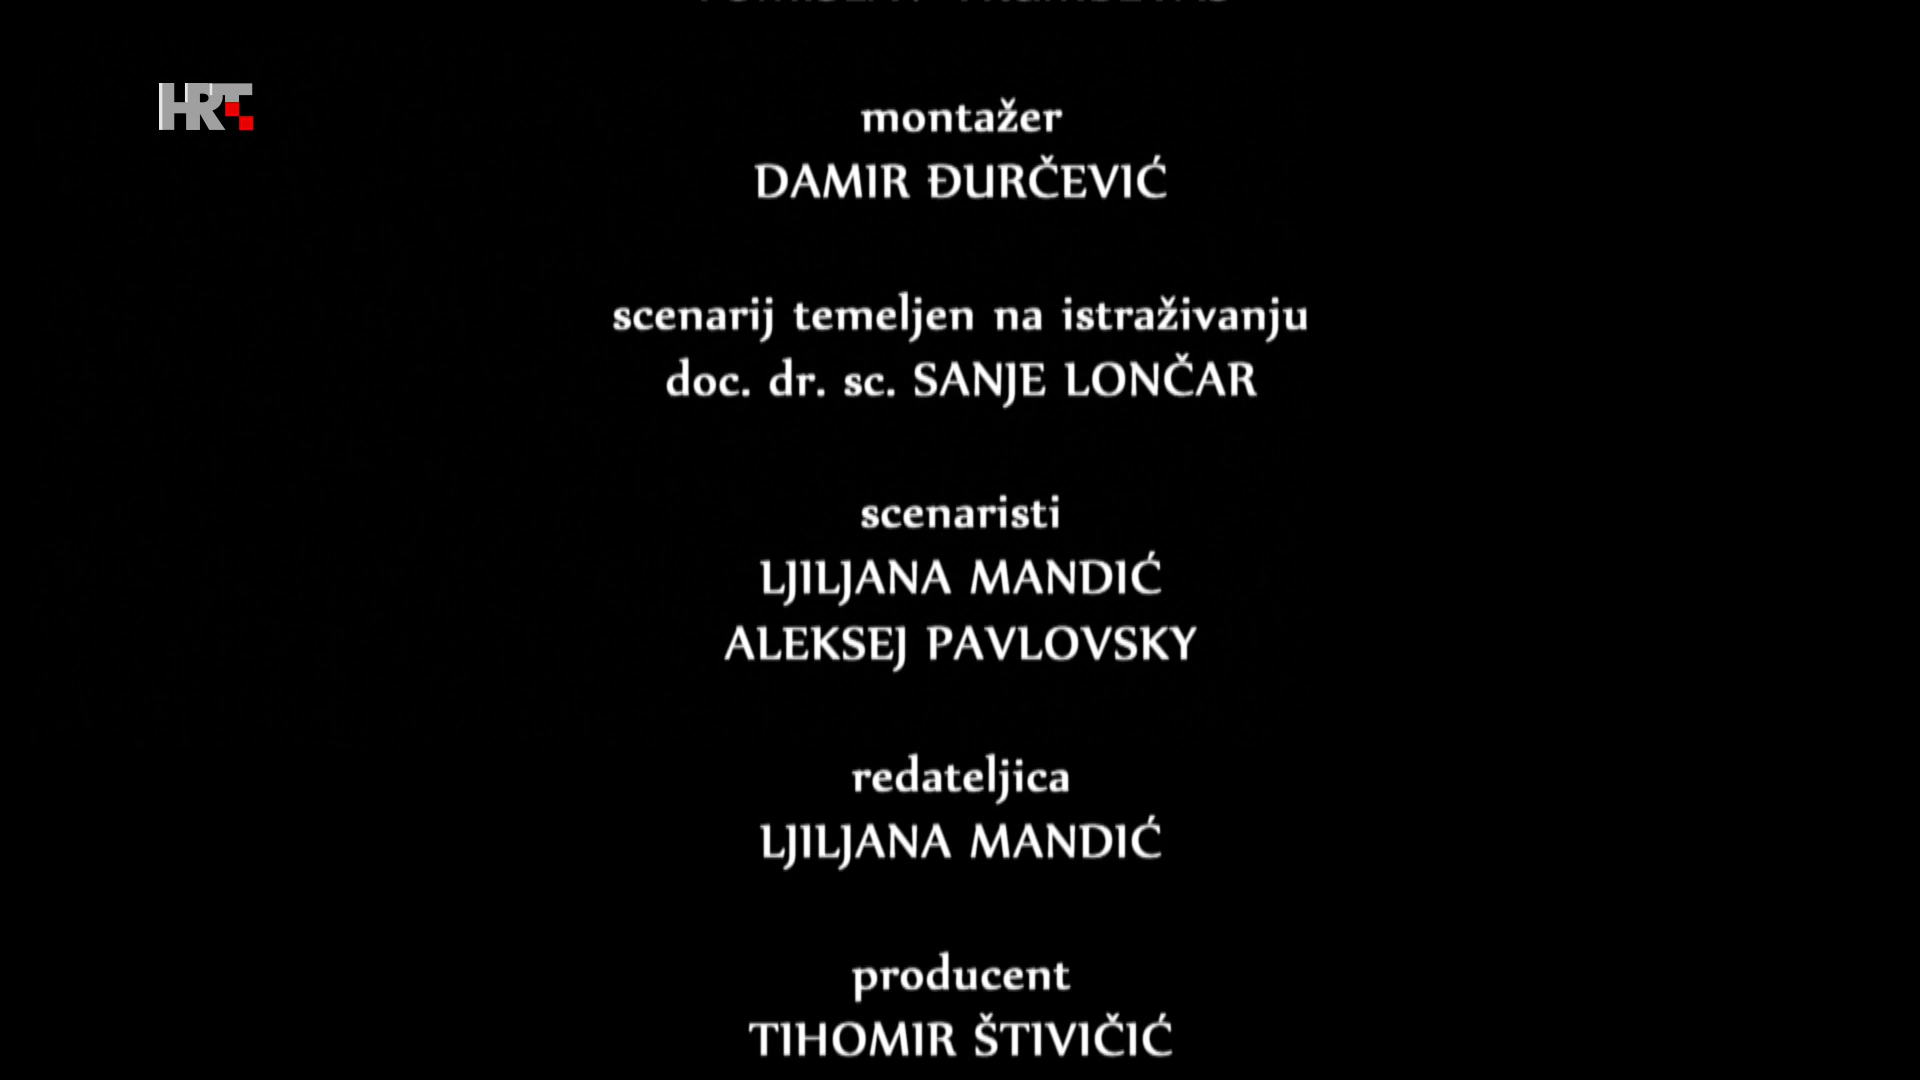 HRT
montažer
DAMIR ĐURČEVIĆ
scenarij temeljen na istraživanju
doc. dr. sc. SANJE LONČAR
scenaristi
LJILJANA MANDIĆ
ALEKSEJ PAVLOVSKY
redateljica
LJILJANA MANDIĆ
producent
TIHOMIR ŠTIVIČIĆ